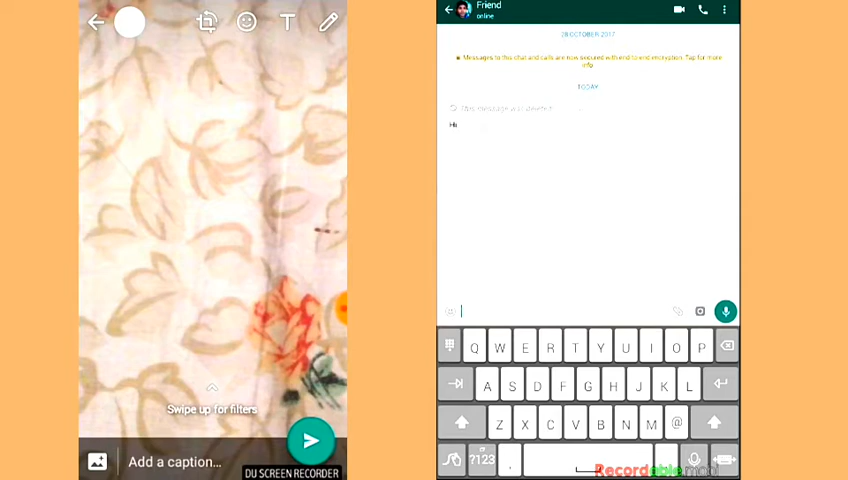 T
Swipe up for filters
Add a caption...
DU SCREEN RECORDER
Friend
online
28 OCTOBER 2017
Messages to this chat and calls are now secured with end-to-end encryption. Tap for more
info.
TODAY
This message was deleted
Hi
Q W E R T Y U I O P
A S D F G H J K L
Z X C V B N M @
?123 .
Recordable.mobi